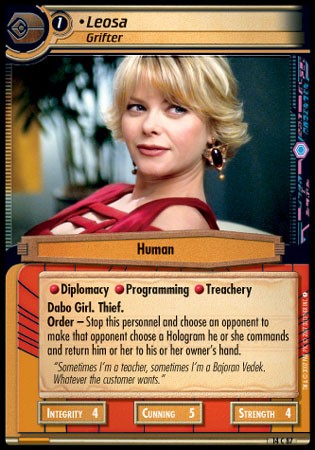 1
• Leosa
Grifter
Human
Diplomacy • Programming • Treachery
Dabo Girl. Thief.
Order – Stop this personnel and choose an opponent to
make that opponent choose a Hologram he or she commands
and return him or her to his or her owner's hand.
"Sometimes I'm a teacher, sometimes I'm a Bajoran Vedek.
Whatever the customer wants."
INTEGRITY 4 CUNNING 5 STRENGTH 4
14 C 87